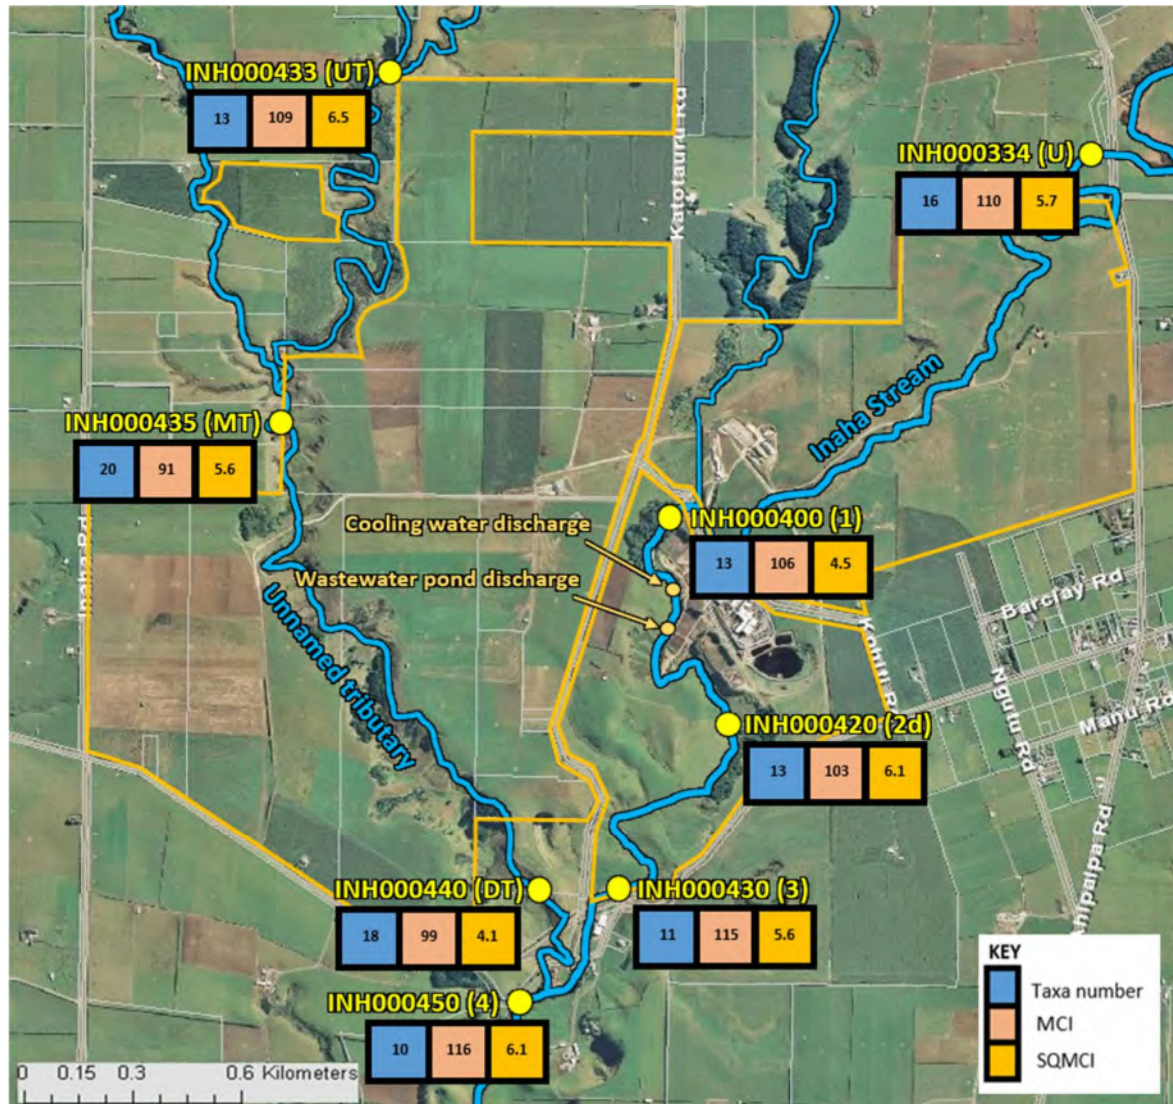 INH000433 (UT)
13 109 6.5
INH000334 (U)
16 110 5.7
Katotauru Rd
Inaha Stream
INH000435 (MT)
20 91 5.6
Inaha Rd
Cooling water discharge
INH000400 (1)
13 106 4.5
Wastewater pond discharge
Barclay Rd
Kohiti Rd
Unnamed tributary
Ngutu Rd
Manu Rd
INH000420 (2d)
13 103 6.1
INH000440 (DT)
18 99 4.1
INH000430 (3)
11 115 5.6
INH000450 (4)
10 116 6.1
KEY
Taxa number
MCI
SQMCI
0 0.15 0.3 0.6 Kilometers